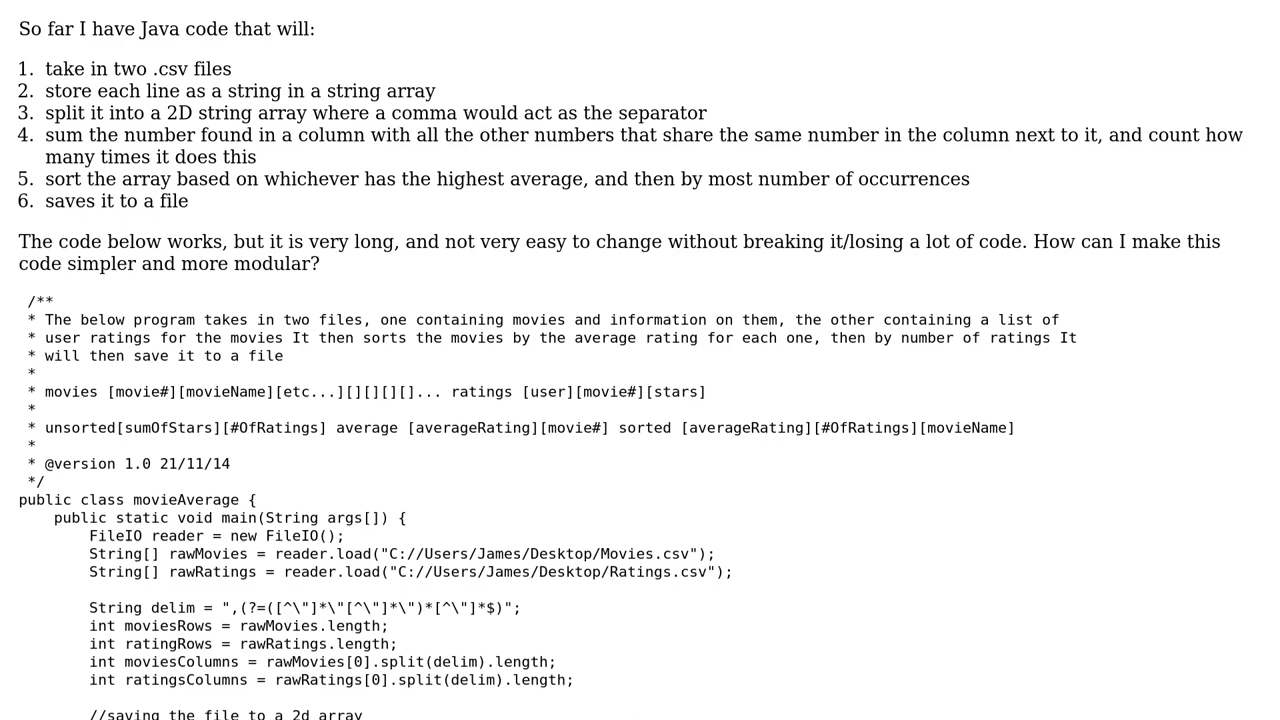 So far I have Java code that will:
1. take in two .csv files
2. store each line as a string in a string array
3. split it into a 2D string array where a comma would act as the separator
4. sum the number found in a column with all the other numbers that share the same number in the column next to it, and count how
many times it does this
5. sort the array based on whichever has the highest average, and then by most number of occurrences
6. saves it to a file
The code below works, but it is very long, and not very easy to change without breaking it/losing a lot of code. How can I make this
code simpler and more modular?
/**
* The below program takes in two files, one containing movies and information on them, the other containing a list of
* user ratings for the movies It then sorts the movies by the average rating for each one, then by number of ratings It
* will then save it to a file
*
* movies [movie#][movieName][etc...][][][][]... ratings [user][movie#][stars]
*
* unsorted[sumOfStars][#OfRatings] average [averageRating][movie#] sorted [averageRating][#OfRatings][movieName]
*
* @version 1.0 21/11/14
*/
public class movieAverage {
public static void main(String args[]) {
FileIO reader = new FileIO();
String[] rawMovies = reader.load("C://Users/James/Desktop/Movies.csv");
String[] rawRatings = reader.load("C://Users/James/Desktop/Ratings.csv");
String delim = ",(?=([^\"]*\"[^\"]*\")*[^\"]*$)";
int moviesRows = rawMovies.length;
int ratingRows = rawRatings.length;
int moviesColumns = rawMovies[0].split(delim).length;
int ratingsColumns = rawRatings[0].split(delim).length;
//saving the file to a 2d array